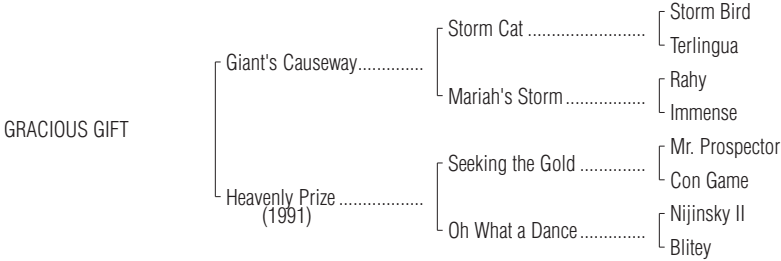 Storm Bird
Storm Cat ........................
Terlingua
Giant's Causeway..............
Rahy
Mariah's Storm .................
Immense
GRACIOUS GIFT
Mr. Prospector
Seeking the Gold ..............
Con Game
Heavenly Prize ..................
(1991)
Nijinsky II
Oh What a Dance ..............
Blitey